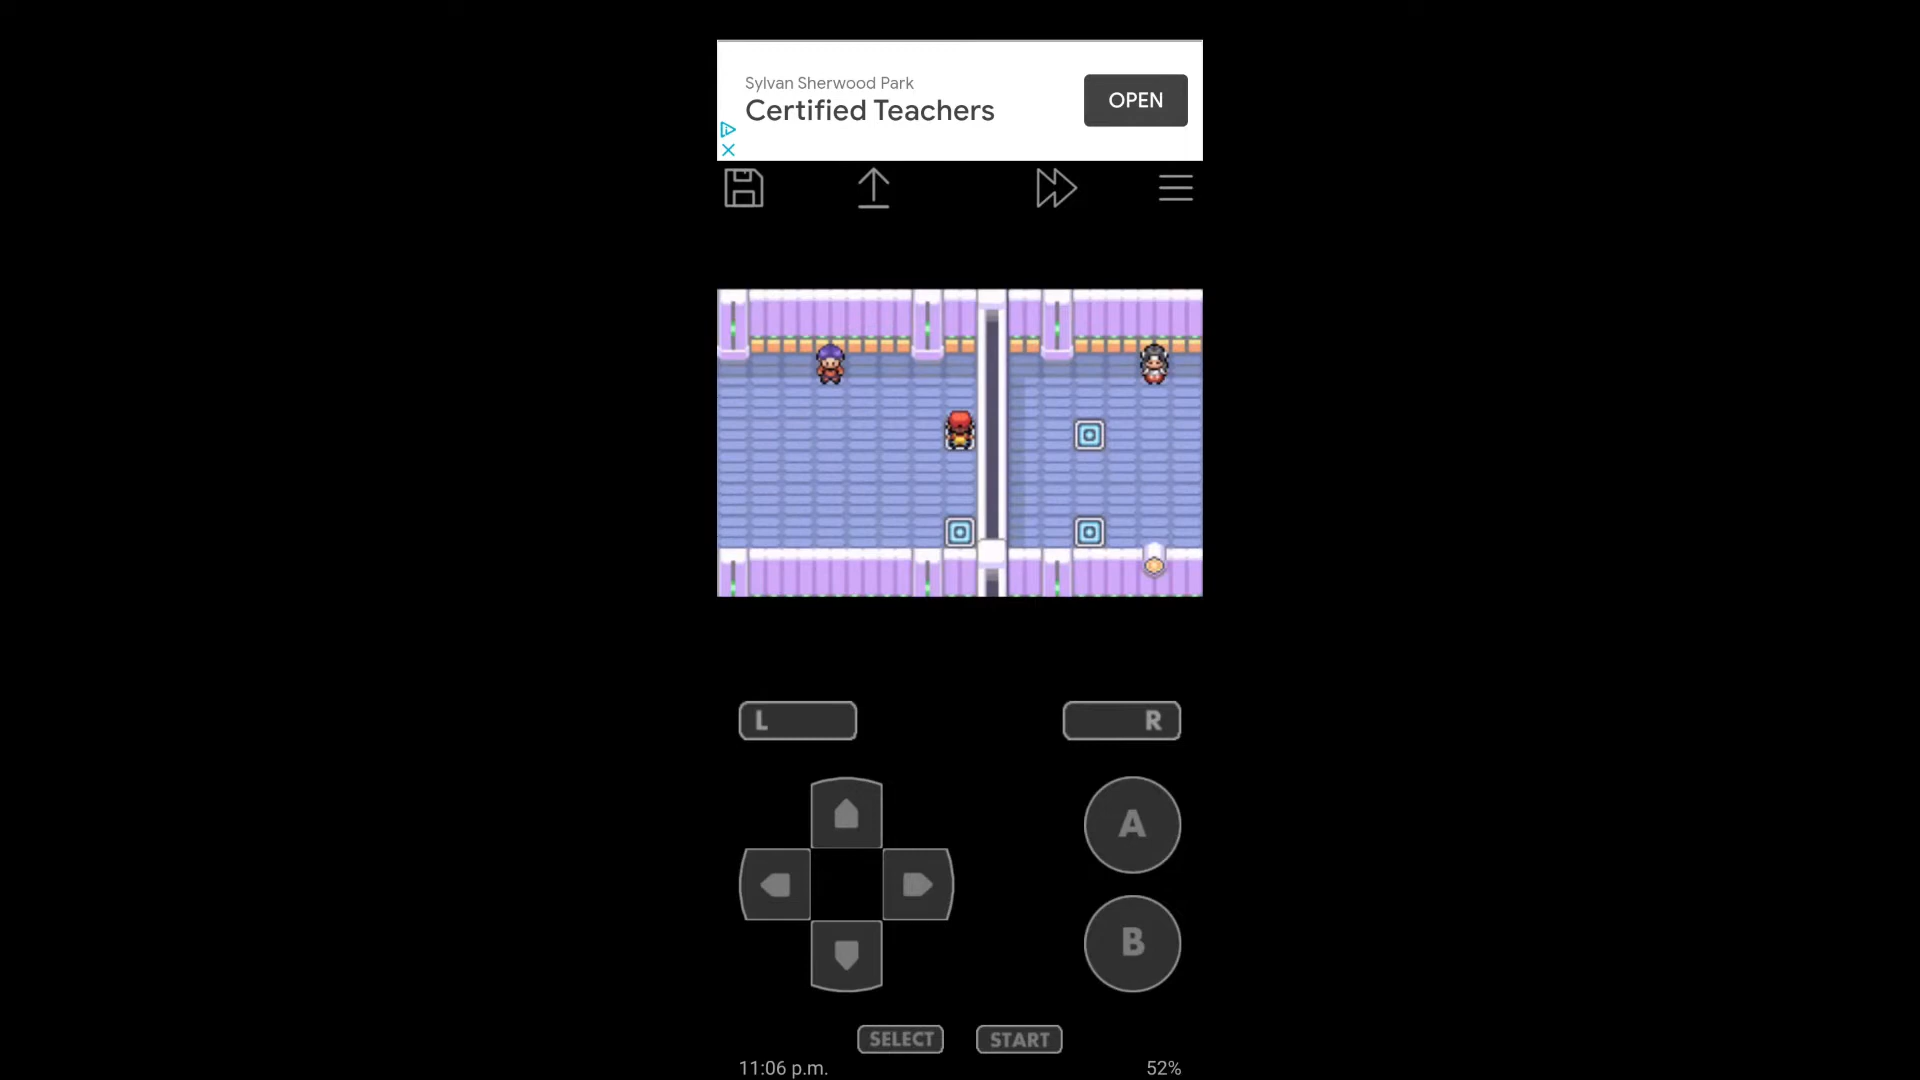 Sylvan Sherwood Park
Certified Teachers
OPEN
L
R
A
B
SELECT
START
11:06 p.m.
52%